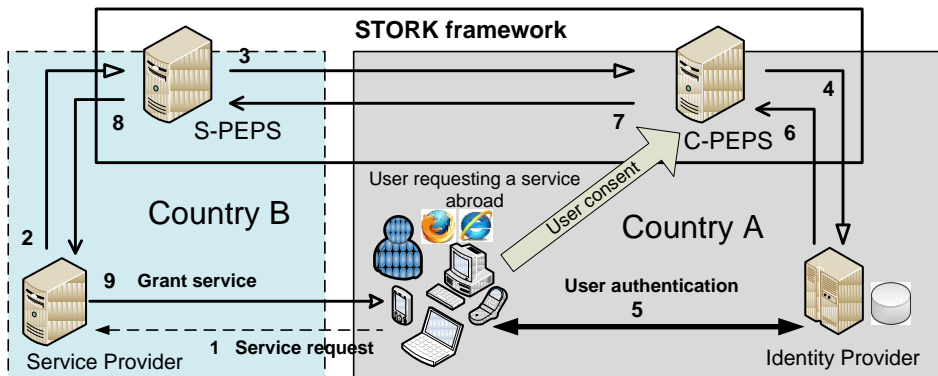 STORK framework
3
4
8
S-PEPS
7
6
C-PEPS
User requesting a service
abroad
User consent
Country B
Country A
2
9 Grant service
User authentication
5
1 Service request
Service Provider
Identity Provider